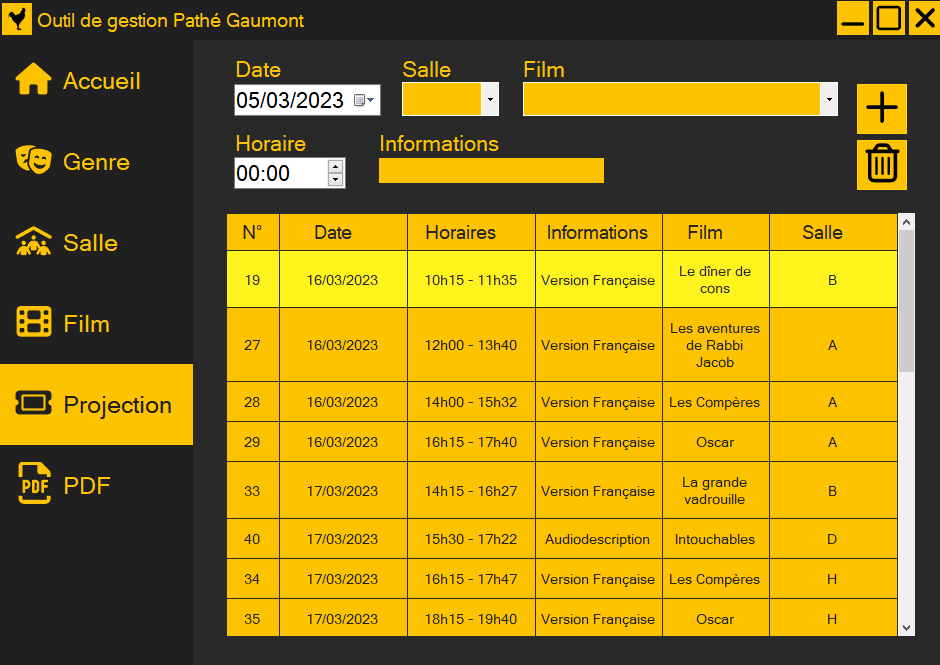 Outil de gestion Pathé Gaumont
Accueil
Genre
Salle
Film
Projection
PDF
PDF
Date Salle Film
05/03/2023
Horaire Informations
00:00
N° Date Horaires Informations Film Salle
19 16/03/2023 10h15 - 11h35 Version Française Le dîner de cons B
27 16/03/2023 12h00 - 13h40 Version Française Les aventures de Rabbi Jacob A
28 16/03/2023 14h00 - 15h32 Version Française Les Compères A
29 16/03/2023 16h15 - 17h40 Version Française Oscar A
33 17/03/2023 14h15 - 16h27 Version Française La grande vadrouille B
40 17/03/2023 15h30 - 17h22 Audiodescription Intouchables D
34 17/03/2023 16h15 - 17h47 Version Française Les Compères H
35 17/03/2023 18h15 - 19h40 Version Française Oscar H